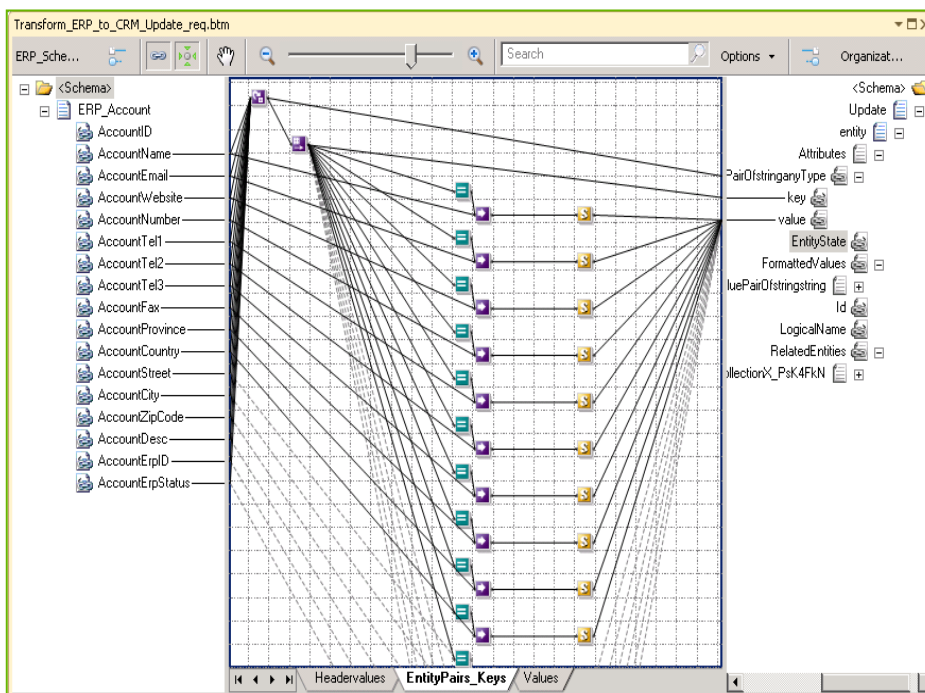 Transform_ERP_to_CRM_Update_req.btm
ERP_Sche...
Search
Options
Organizat...
<Schema>
ERP_Account
AccountID
AccountName
AccountEmail
AccountWebsite
AccountNumber
AccountTel1
AccountTel2
AccountTel3
AccountFax
AccountProvince
AccountCountry
AccountStreet
AccountCity
AccountZipCode
AccountDesc
AccountErpID
AccountErpStatus
<Schema>
Update
entity
Attributes
PairOfstringanyType
key
value
EntityState
FormattedValues
luePairOfstringstring
Id
LogicalName
RelatedEntities
ollectionX_PsK4FkN
Headervalues
EntityPairs_Keys
Values